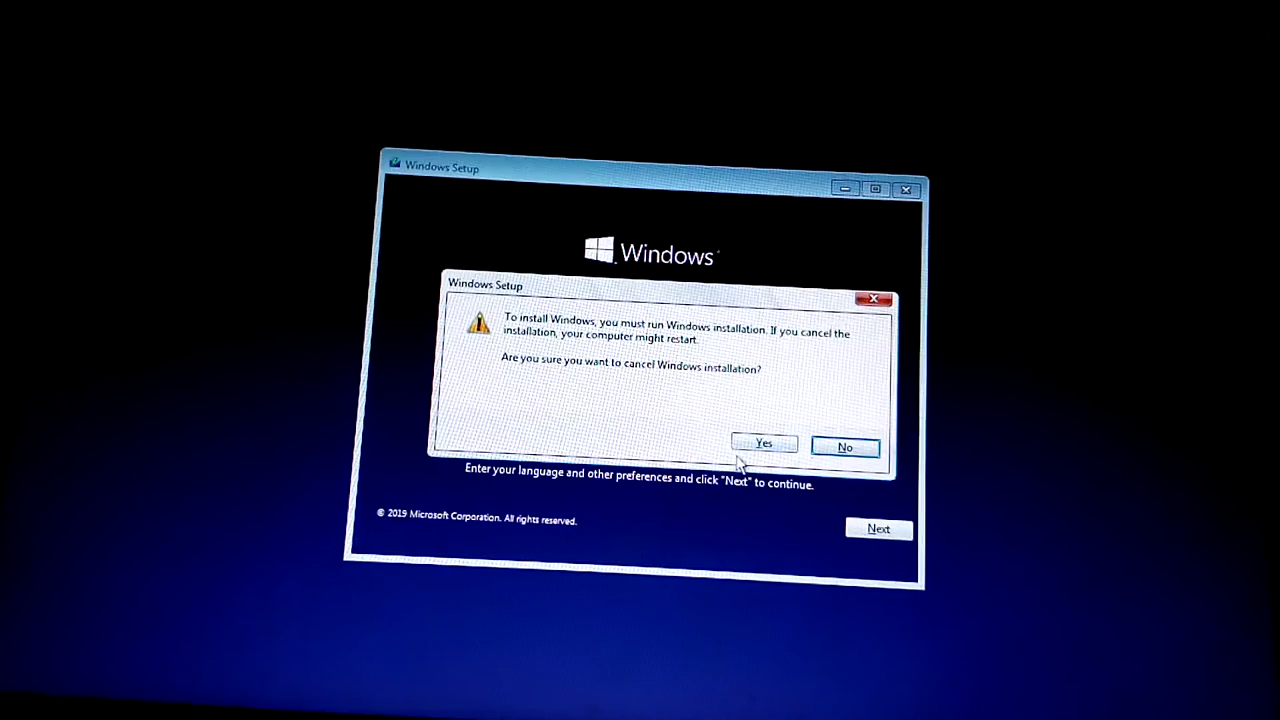 Windows Setup
Windows
Windows Setup
To install Windows, you must run Windows installation. If you cancel the
installation, your computer might restart.
Are you sure you want to cancel Windows installation?
Yes
No
Enter your language and other preferences and click "Next" to continue.
© 2019 Microsoft Corporation. All rights reserved.
Next